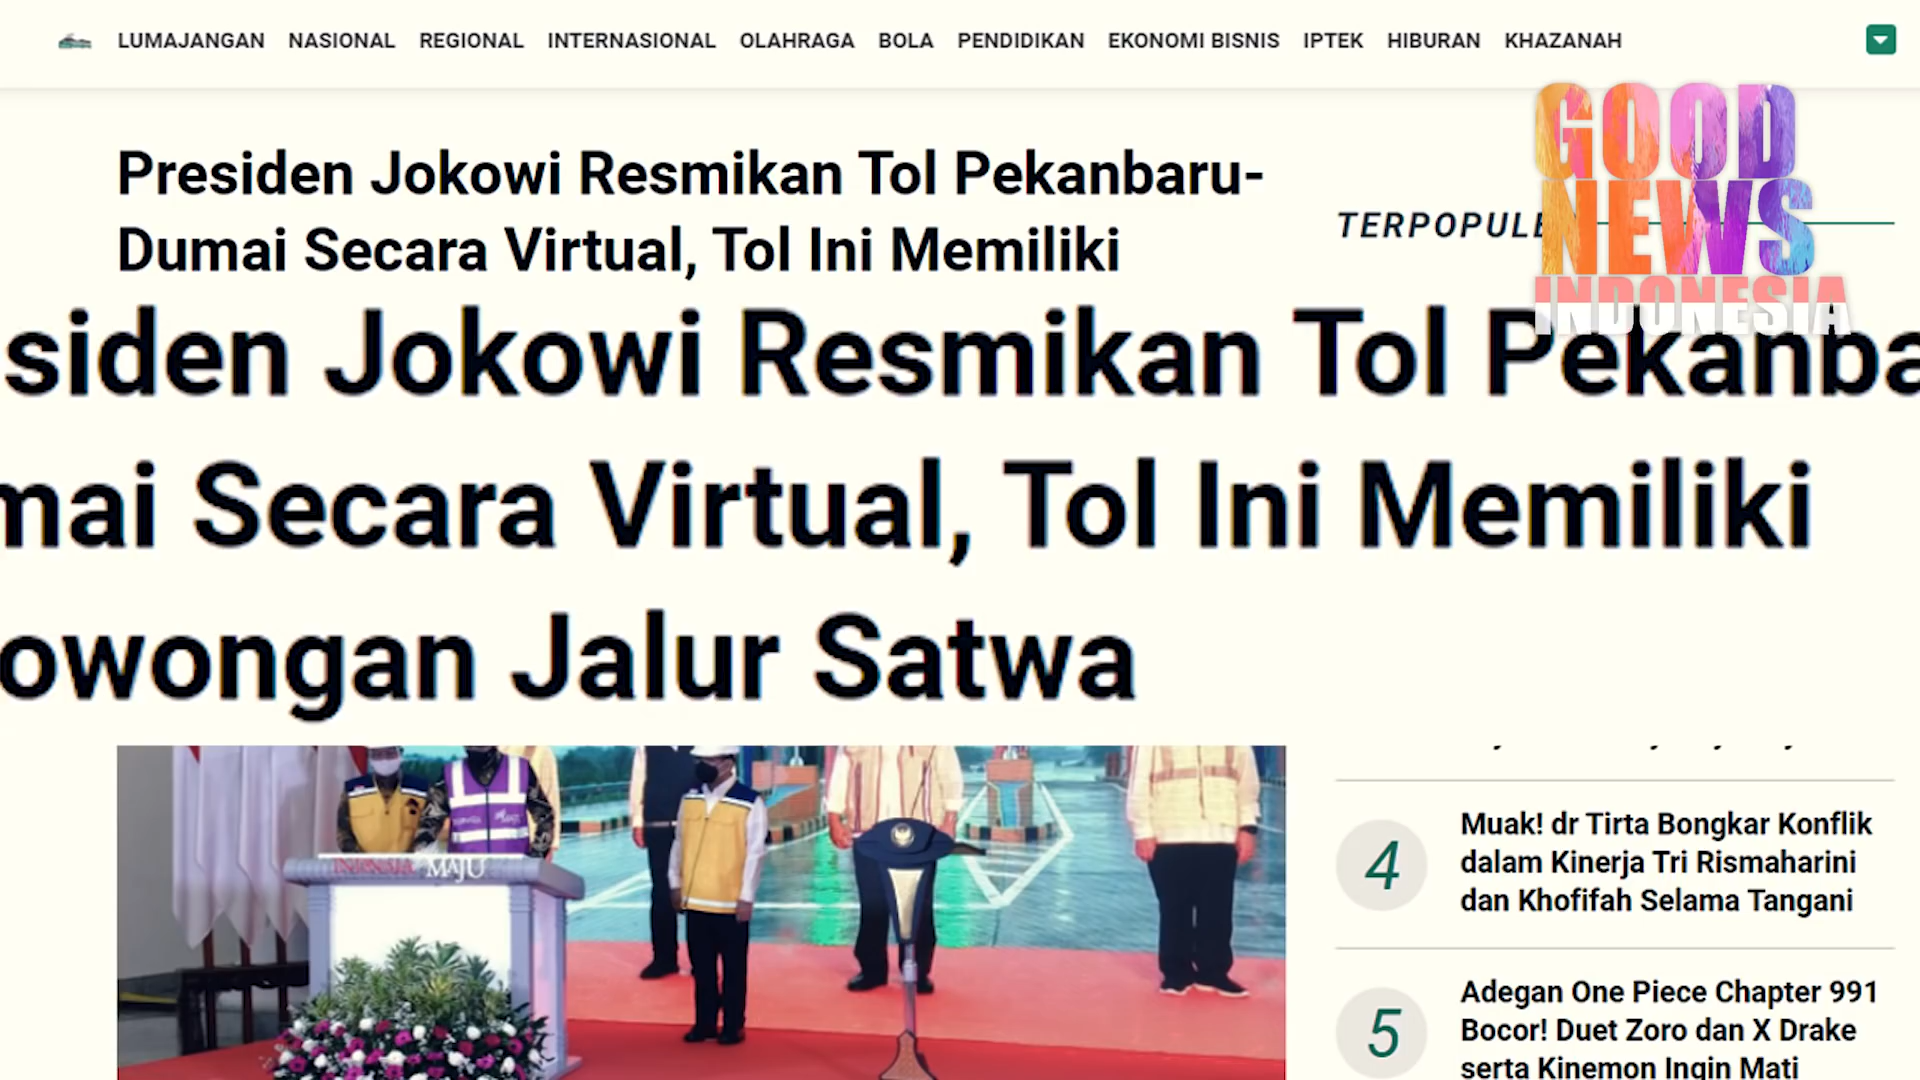 LUMAJANGAN NASIONAL REGIONAL INTERNASIONAL OLAHRAGA BOLA PENDIDIKAN EKONOMI BISNIS IPTEK HIBURAN KHAZANAH
GOOD
NEWS
INDONESIA
Presiden Jokowi Resmikan Tol Pekanbaru-
Dumai Secara Virtual, Tol Ini Memiliki
TERPOPULE
siden Jokowi Resmikan Tol Pekanba
mai Secara Virtual, Tol Ini Memiliki
owongan Jalur Satwa
INDONESIA MAJU
4
Muak! dr Tirta Bongkar Konflik
dalam Kinerja Tri Rismaharini
dan Khofifah Selama Tangani
5
Adegan One Piece Chapter 991
Bocor! Duet Zoro dan X Drake
serta Kinemon Ingin Mati